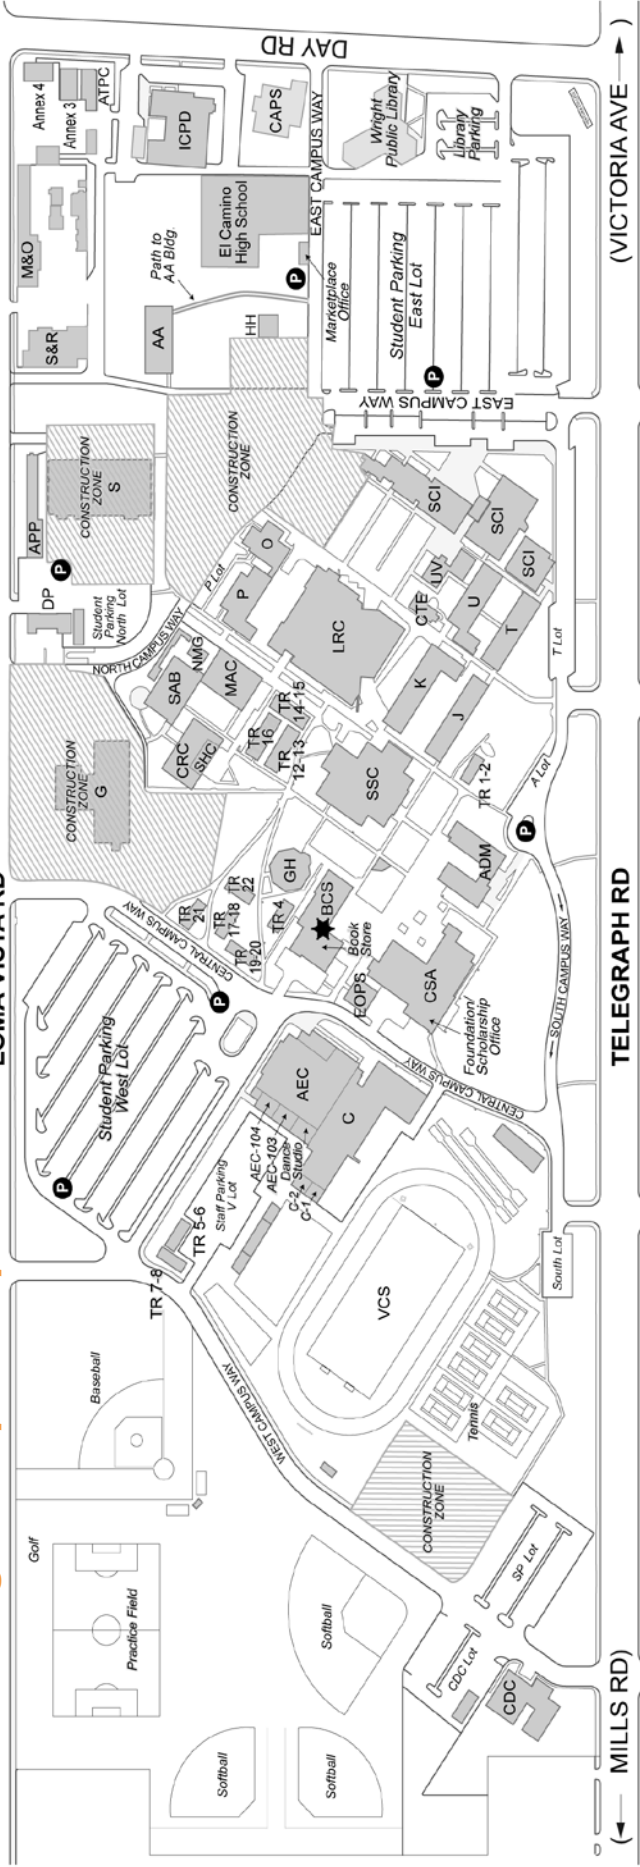 DAY RD
Annex 4
Annex 3
ATPC
ICPD
CAPS
EAST CAMPUS WAY
Wright
Public Library
Library
Parking
(VICTORIA AVE → )
M&O
S&R
Path to
AA Bldg.
AA
El Camino
High School
HH
P
Marketplace
Office
Student Parking
East Lot
P
EAST CAMPUS WAY
APP
CONSTRUCTION
ZONE
S
P
DP
Student
Parking
North Lot
CONSTRUCTION
ZONE
NORTH CAMPUS WAY
P Lot
O
P
NMG
SAB
MAC
CRC
SHC
TR
16
TR
14-15
TR
12-13
LRC
SCI
SCI
SCI
UV
CTE
U
T
K
J
T Lot
CONSTRUCTION
ZONE
G
SSC
TR 1-2
A Lot
P
ADM
GH
TR
22
TR
21
TR
17-18
TR
19-20
TR 4
BCS
Book
Store
EOPS
CSA
Foundation/
Scholarship
Office
SOUTH CAMPUS WAY
TELEGRAPH RD
CENTRAL CAMPUS WAY
P
CENTRAL CAMPUS WAY
Student Parking
West Lot
P
AEC
C
AEC-104
AEC-103
Dance
Studio
C-2
C-1
Staff Parking
V Lot
TR 5-6
TR 7-8
VCS
South Lot
WEST CAMPUS WAY
Baseball
Tennis
CONSTRUCTION
ZONE
Golf
Practice Field
Softball
SP Lot
CDC Lot
CDC
Softball
Softball
(← MILLS RD)